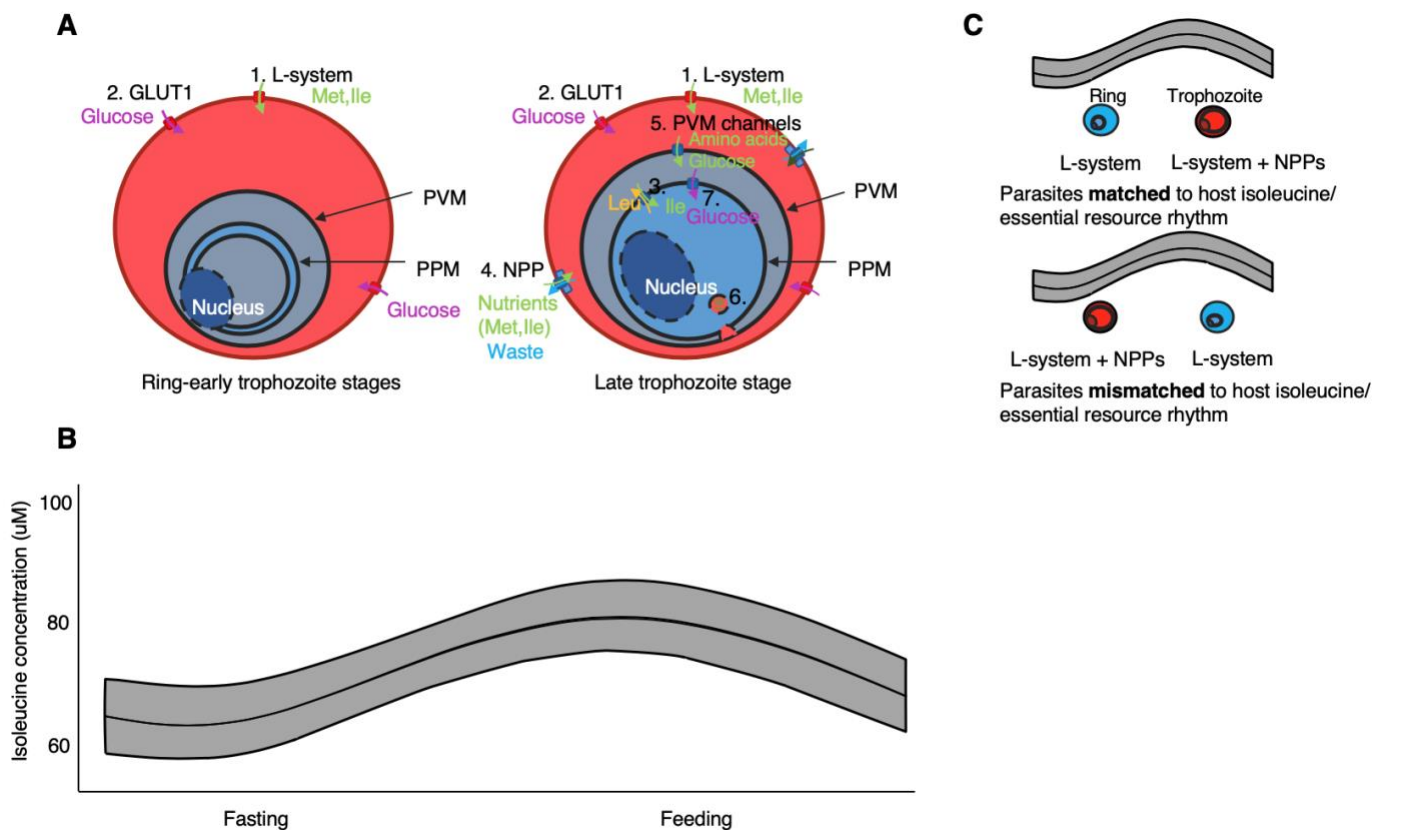 A
1. L-system
Met,Ile
2. GLUT1
Glucose
PVM
PPM
Nucleus
Glucose
Ring-early trophozoite stages
1. L-system
Met,Ile
2. GLUT1
Glucose
5. PVM channels
Amino acids
Glucose
3.
Leu
Ile
7.
Glucose
PVM
PPM
4. NPP
Nutrients
(Met,Ile)
Waste
Nucleus
6.
Late trophozoite stage
C
Ring
Trophozoite
L-system
L-system + NPPs
Parasites matched to host isoleucine/
essential resource rhythm
L-system + NPPs
L-system
Parasites mismatched to host isoleucine/
essential resource rhythm
B
Isoleucine concentration (uM)
100
80
60
Fasting
Feeding